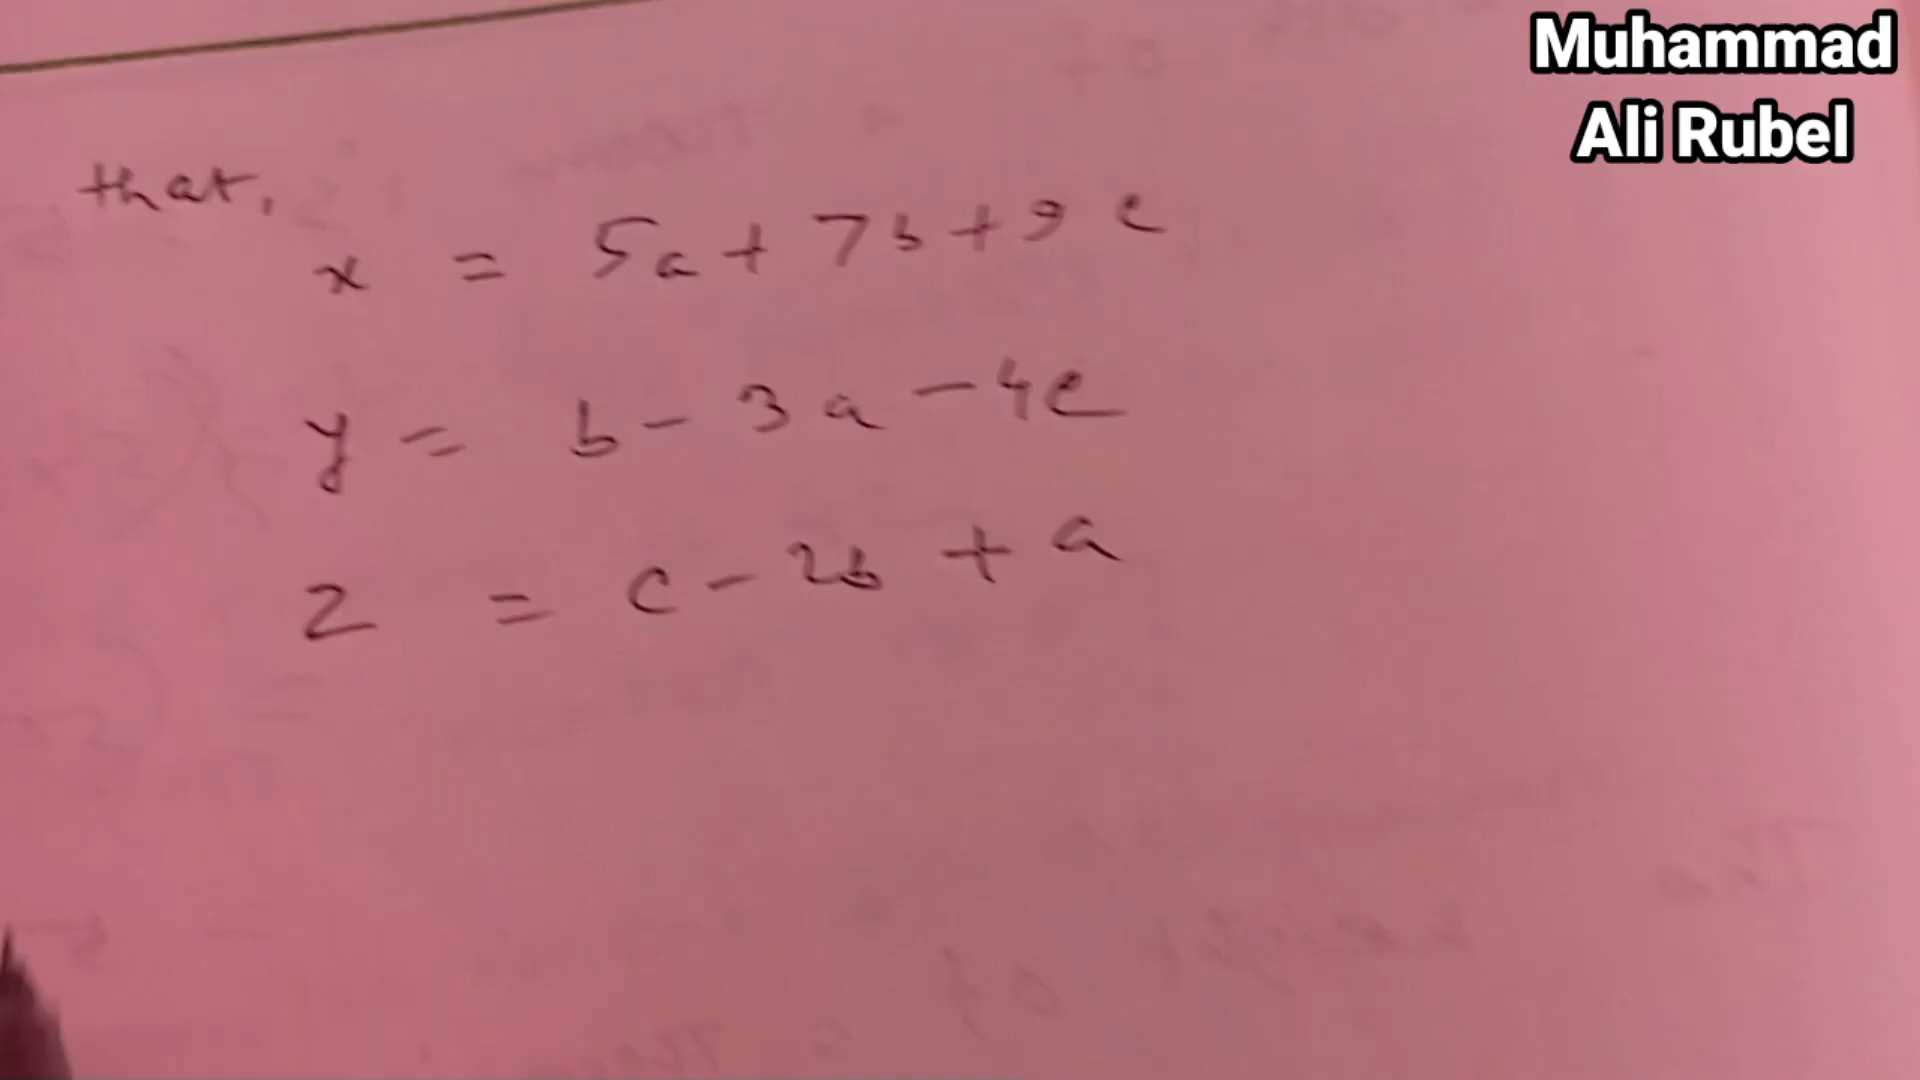 Muhammad
Ali Rubel
that,
x = 5a + 7b + 9c
y = b - 3a - 4c
z = c - 2b + a